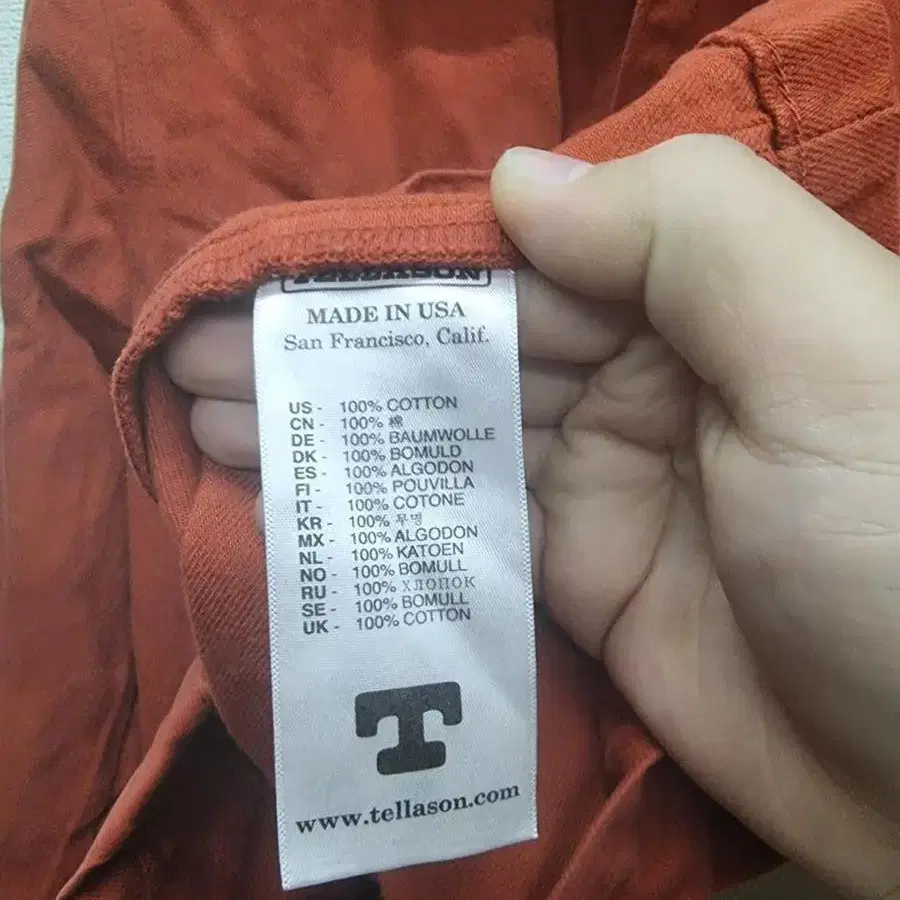 TELLASON
MADE IN USA
San Francisco, Calif.
US - 100% COTTON
CN - 100% 綿
DE - 100% BAUMWOLLE
DK - 100% BOMULD
ES - 100% ALGODON
FI - 100% POUVILLA
IT - 100% COTONE
KR - 100% 무명
MX - 100% ALGODON
NL - 100% KATOEN
NO - 100% BOMULL
RU - 100% ХЛОПОК
SE - 100% BOMULL
UK - 100% COTTON
T
www.tellason.com